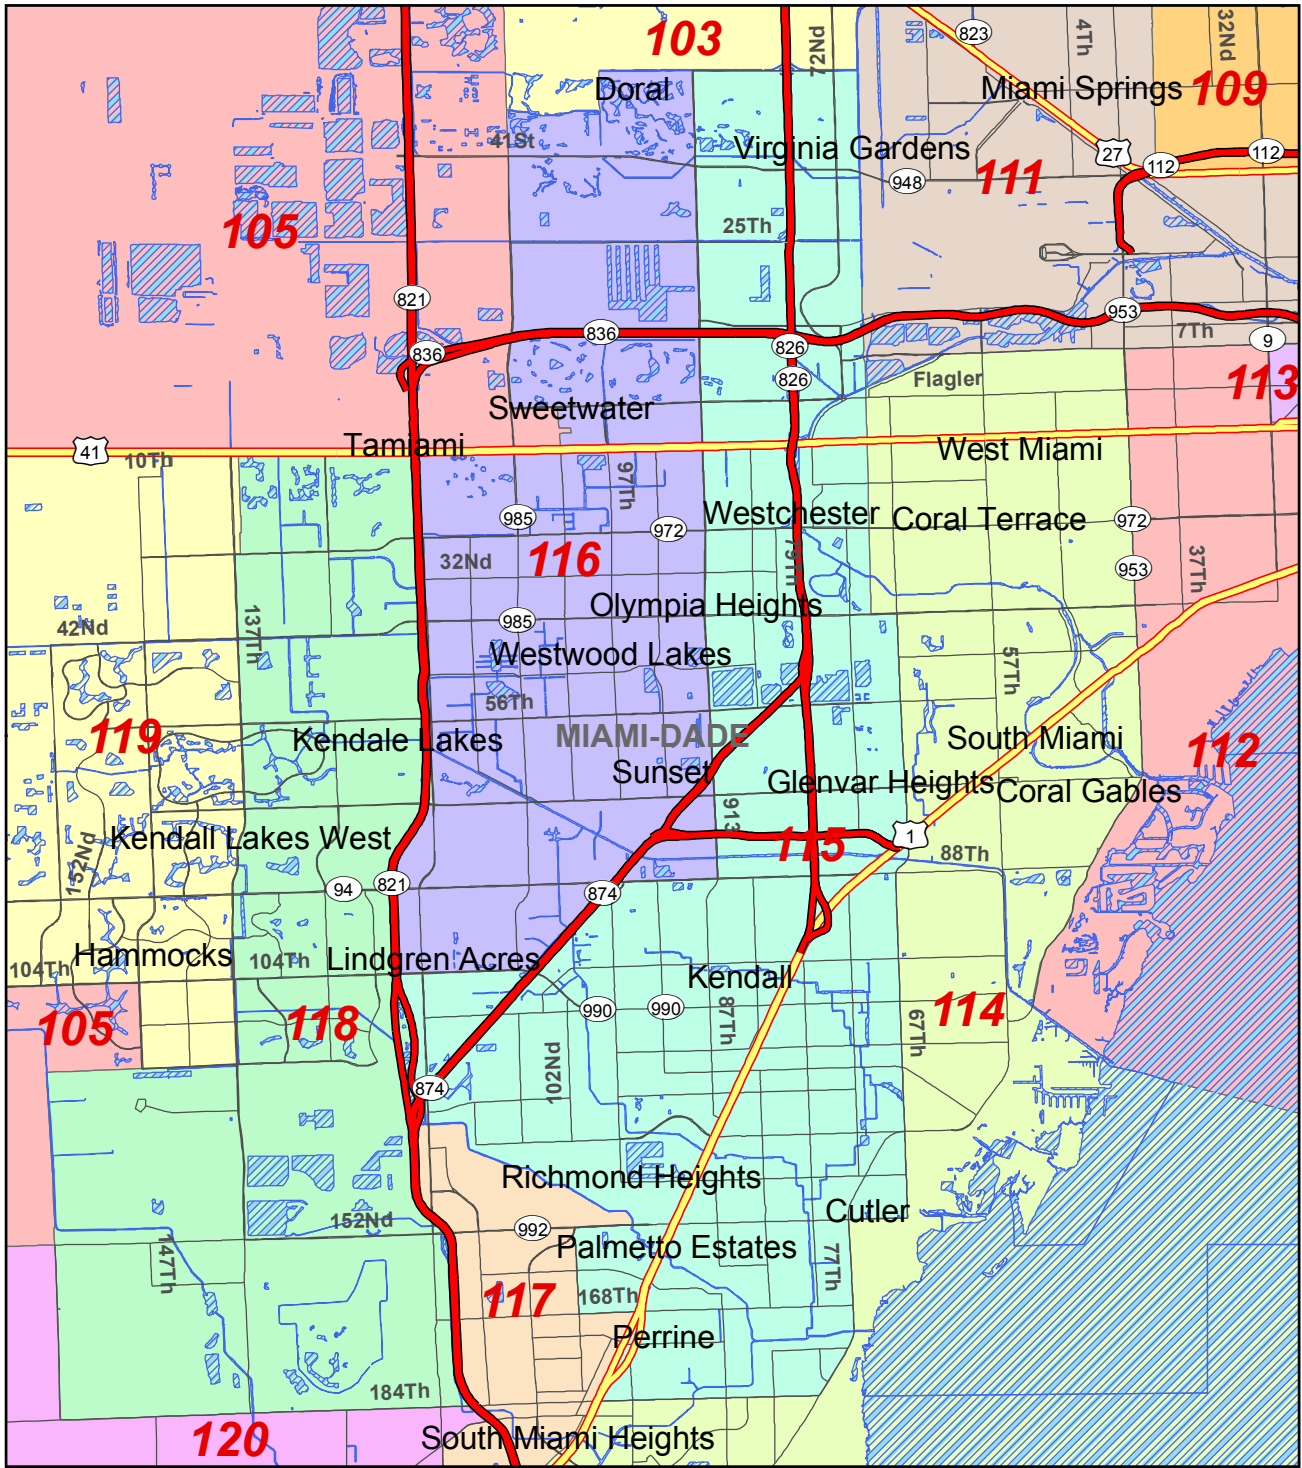 103
72Nd
823
4Th
32Nd
Doral
Miami Springs
109
41St
Virginia Gardens
27
112
112
948
111
105
25Th
821
953
836
836
826
7Th
9
826
Flagler
113
Sweetwater
Tamiami
41
10Th
West Miami
97Th
985
972
Westchester
Coral Terrace
972
32Nd
116
79Th
37Th
953
Olympia Heights
42Nd
137Th
985
Westwood Lakes
57Th
56Th
119
Kendale Lakes
MIAMI-DADE
South Miami
112
Sunset
Glenvar Heights
Coral Gables
913
Kendall Lakes West
115
1
88Th
152Nd
94
821
874
Hammocks
104Th
104Th
Lindgren Acres
Kendall
105
118
990
990
87Th
67Th
114
102Nd
874
Richmond Heights
Cutler
152Nd
992
Palmetto Estates
147Th
77Th
117
168Th
Perrine
184Th
120
South Miami Heights